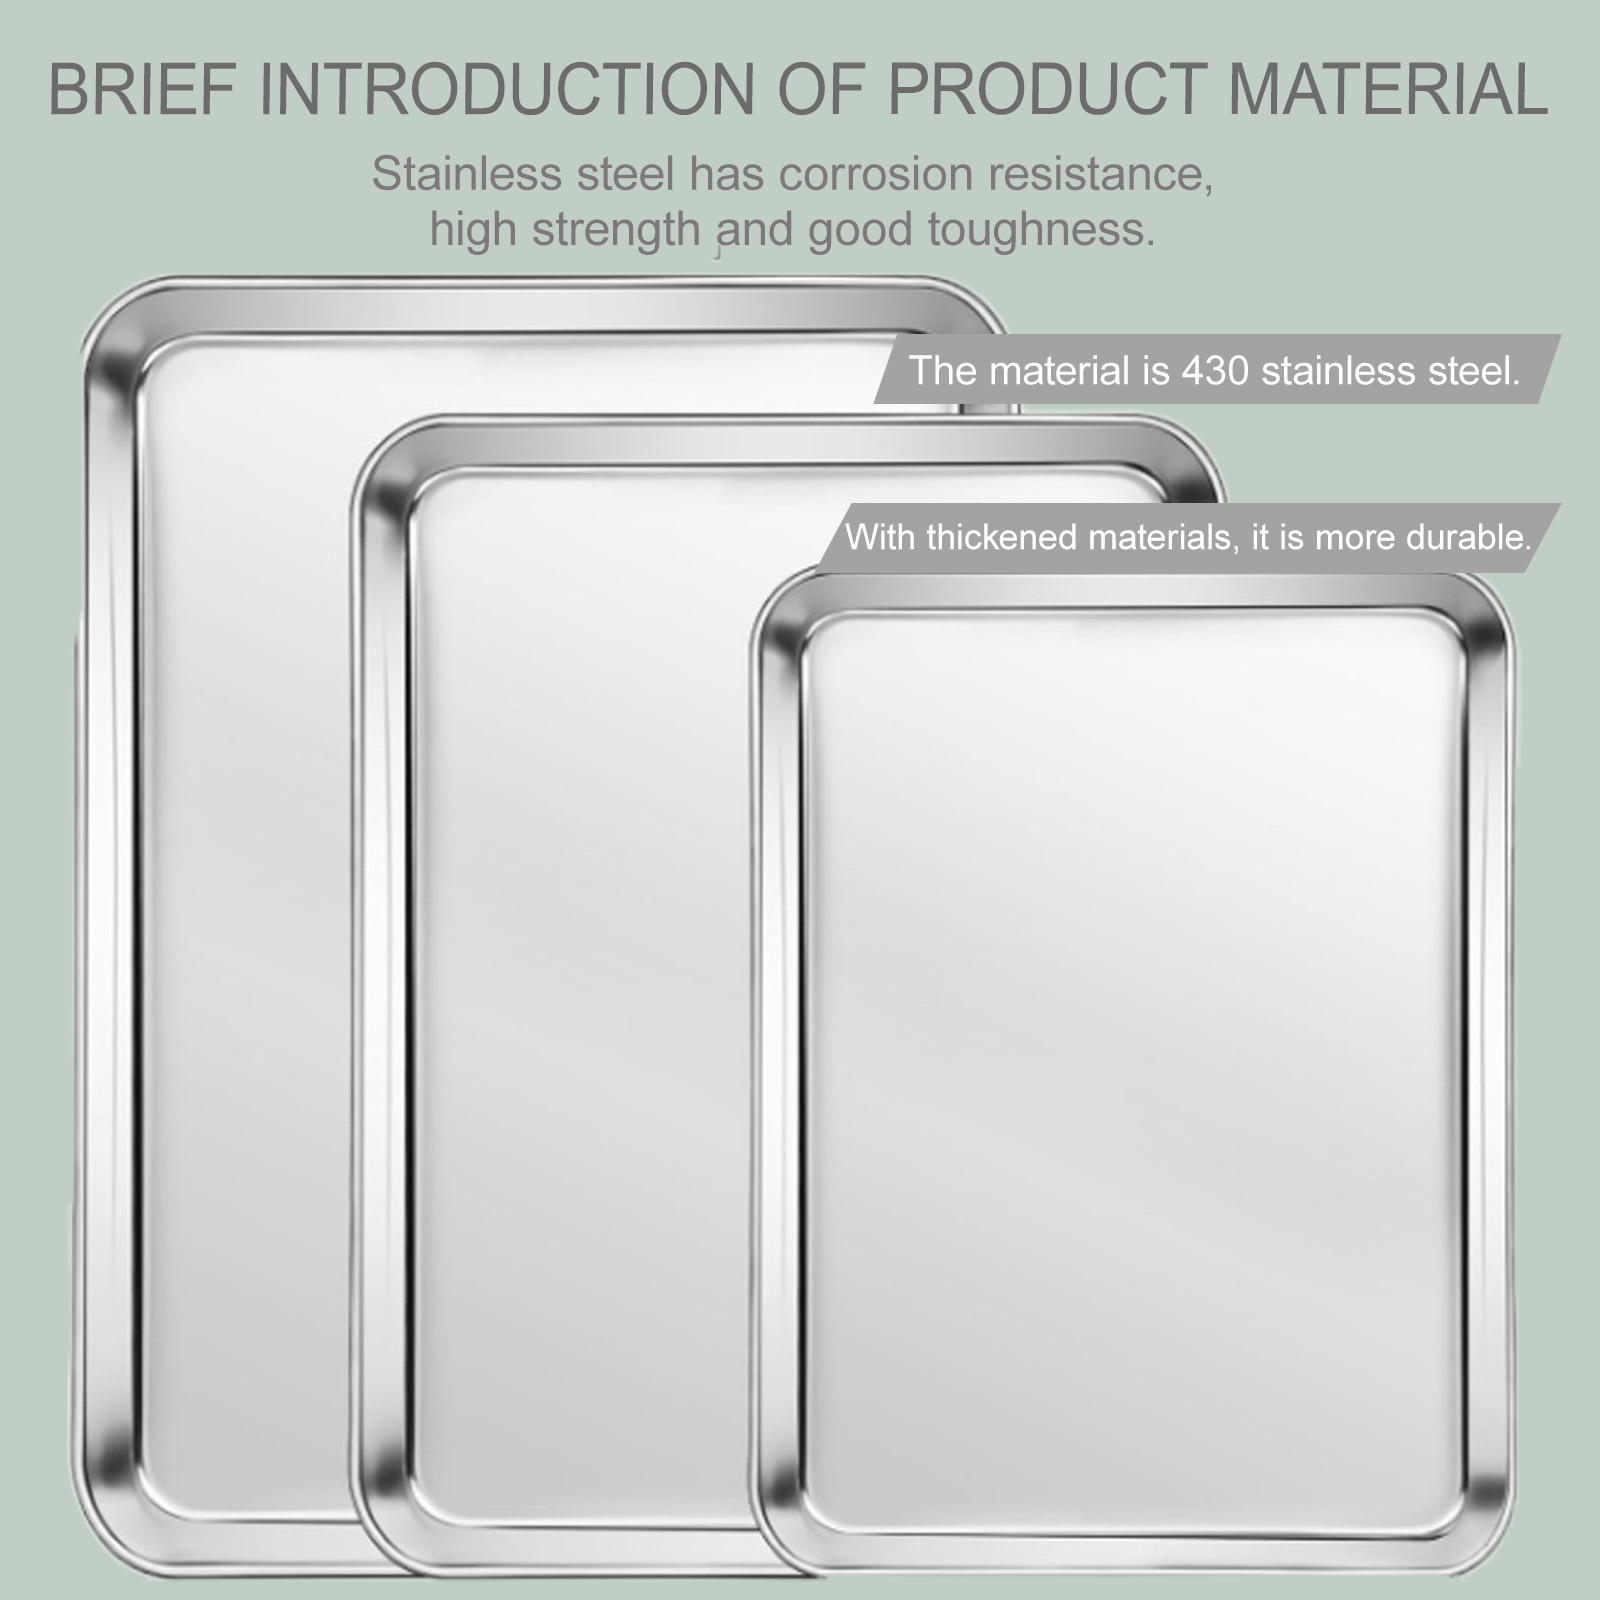 BRIEF INTRODUCTION OF PRODUCT MATERIAL
Stainless steel has corrosion resistance,
high strength and good toughness.
The material is 430 stainless steel.
With thickened materials, it is more durable.